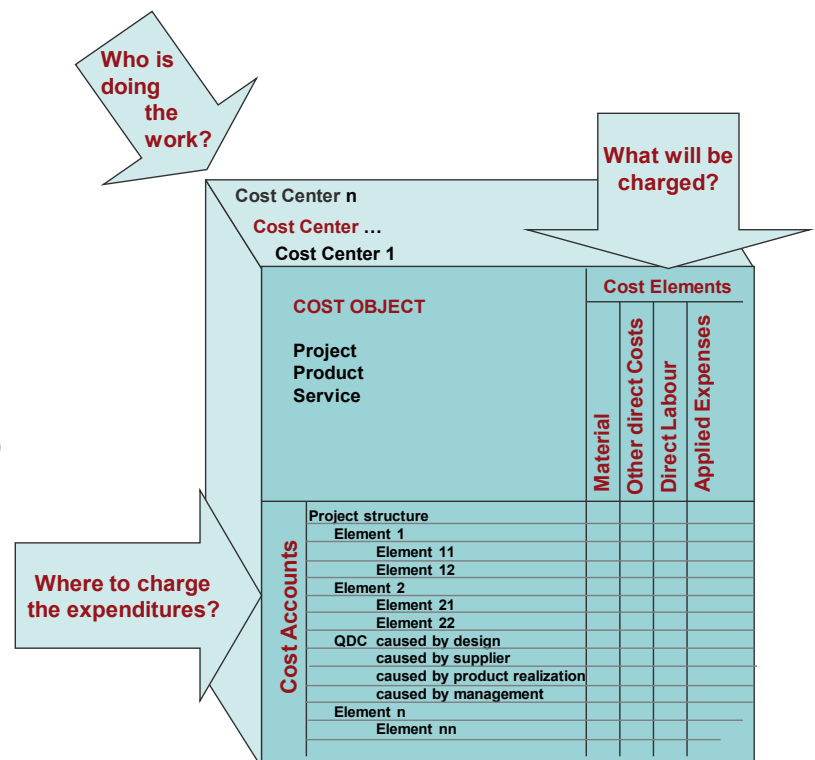 Who is
doing
the
work?
What will be
charged?
Cost Center n
Cost Center ...
Cost Center 1
Cost Elements
COST OBJECT
Project
Product
Service
Material
Other direct Costs
Direct Labour
Applied Expenses
Where to charge
the expenditures?
Cost Accounts
Project structure
Element 1
Element 11
Element 12
Element 2
Element 21
Element 22
QDC caused by design
caused by supplier
caused by product realization
caused by management
Element n
Element nn